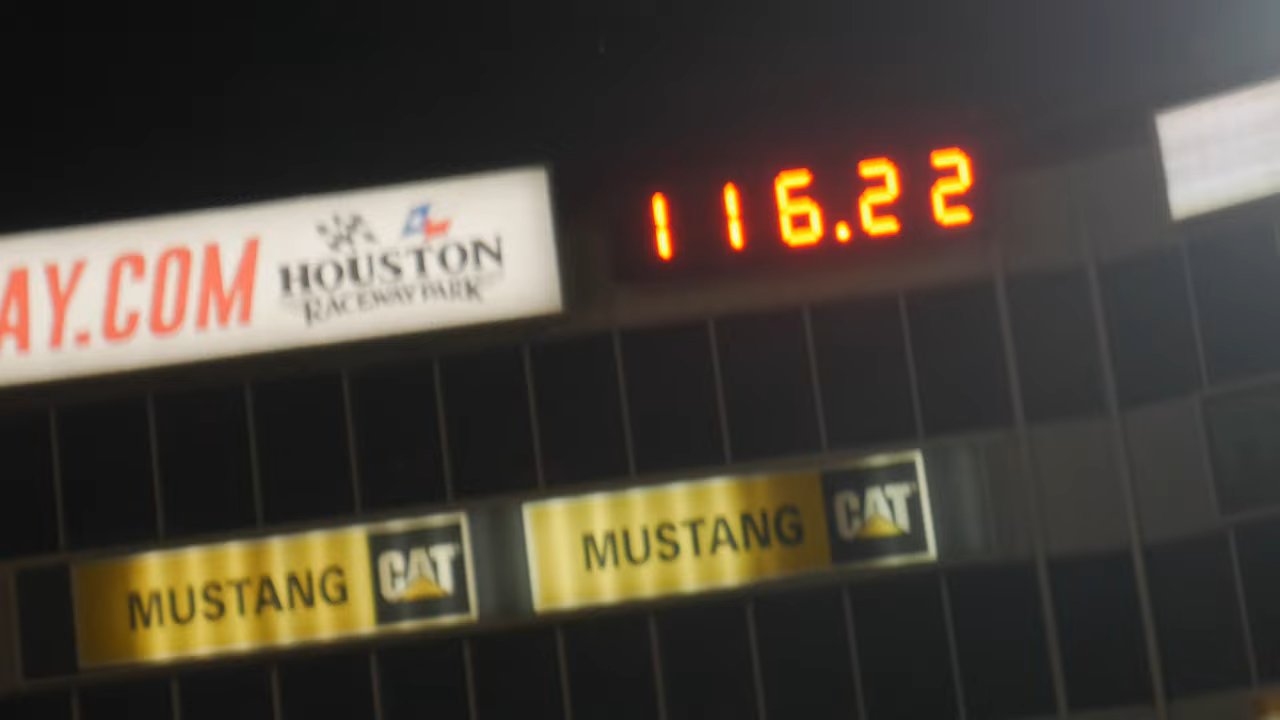 AY.COM
HOUSTON
RACEWAY PARK
116.22
MUSTANG CAT
MUSTANG CAT